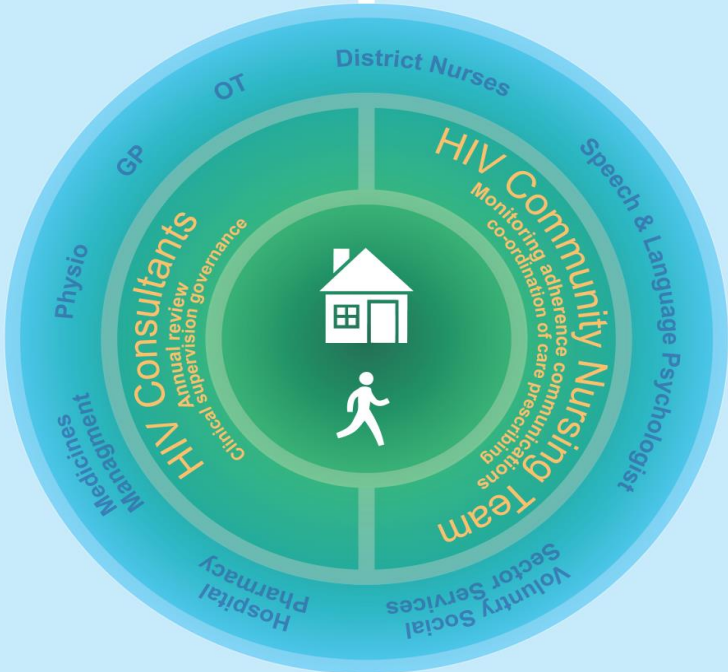 District Nurses
Speech & Language Psychologist
Voluntry Social
Sector Services
Hospital
Pharmacy
Medicines
Managment
Physio
GP
OT
HIV Community Nursing Team
Monitoring adherence communications
co-ordination of care prescribing
HIV Consultants
Annual review
Clinical supervision governance